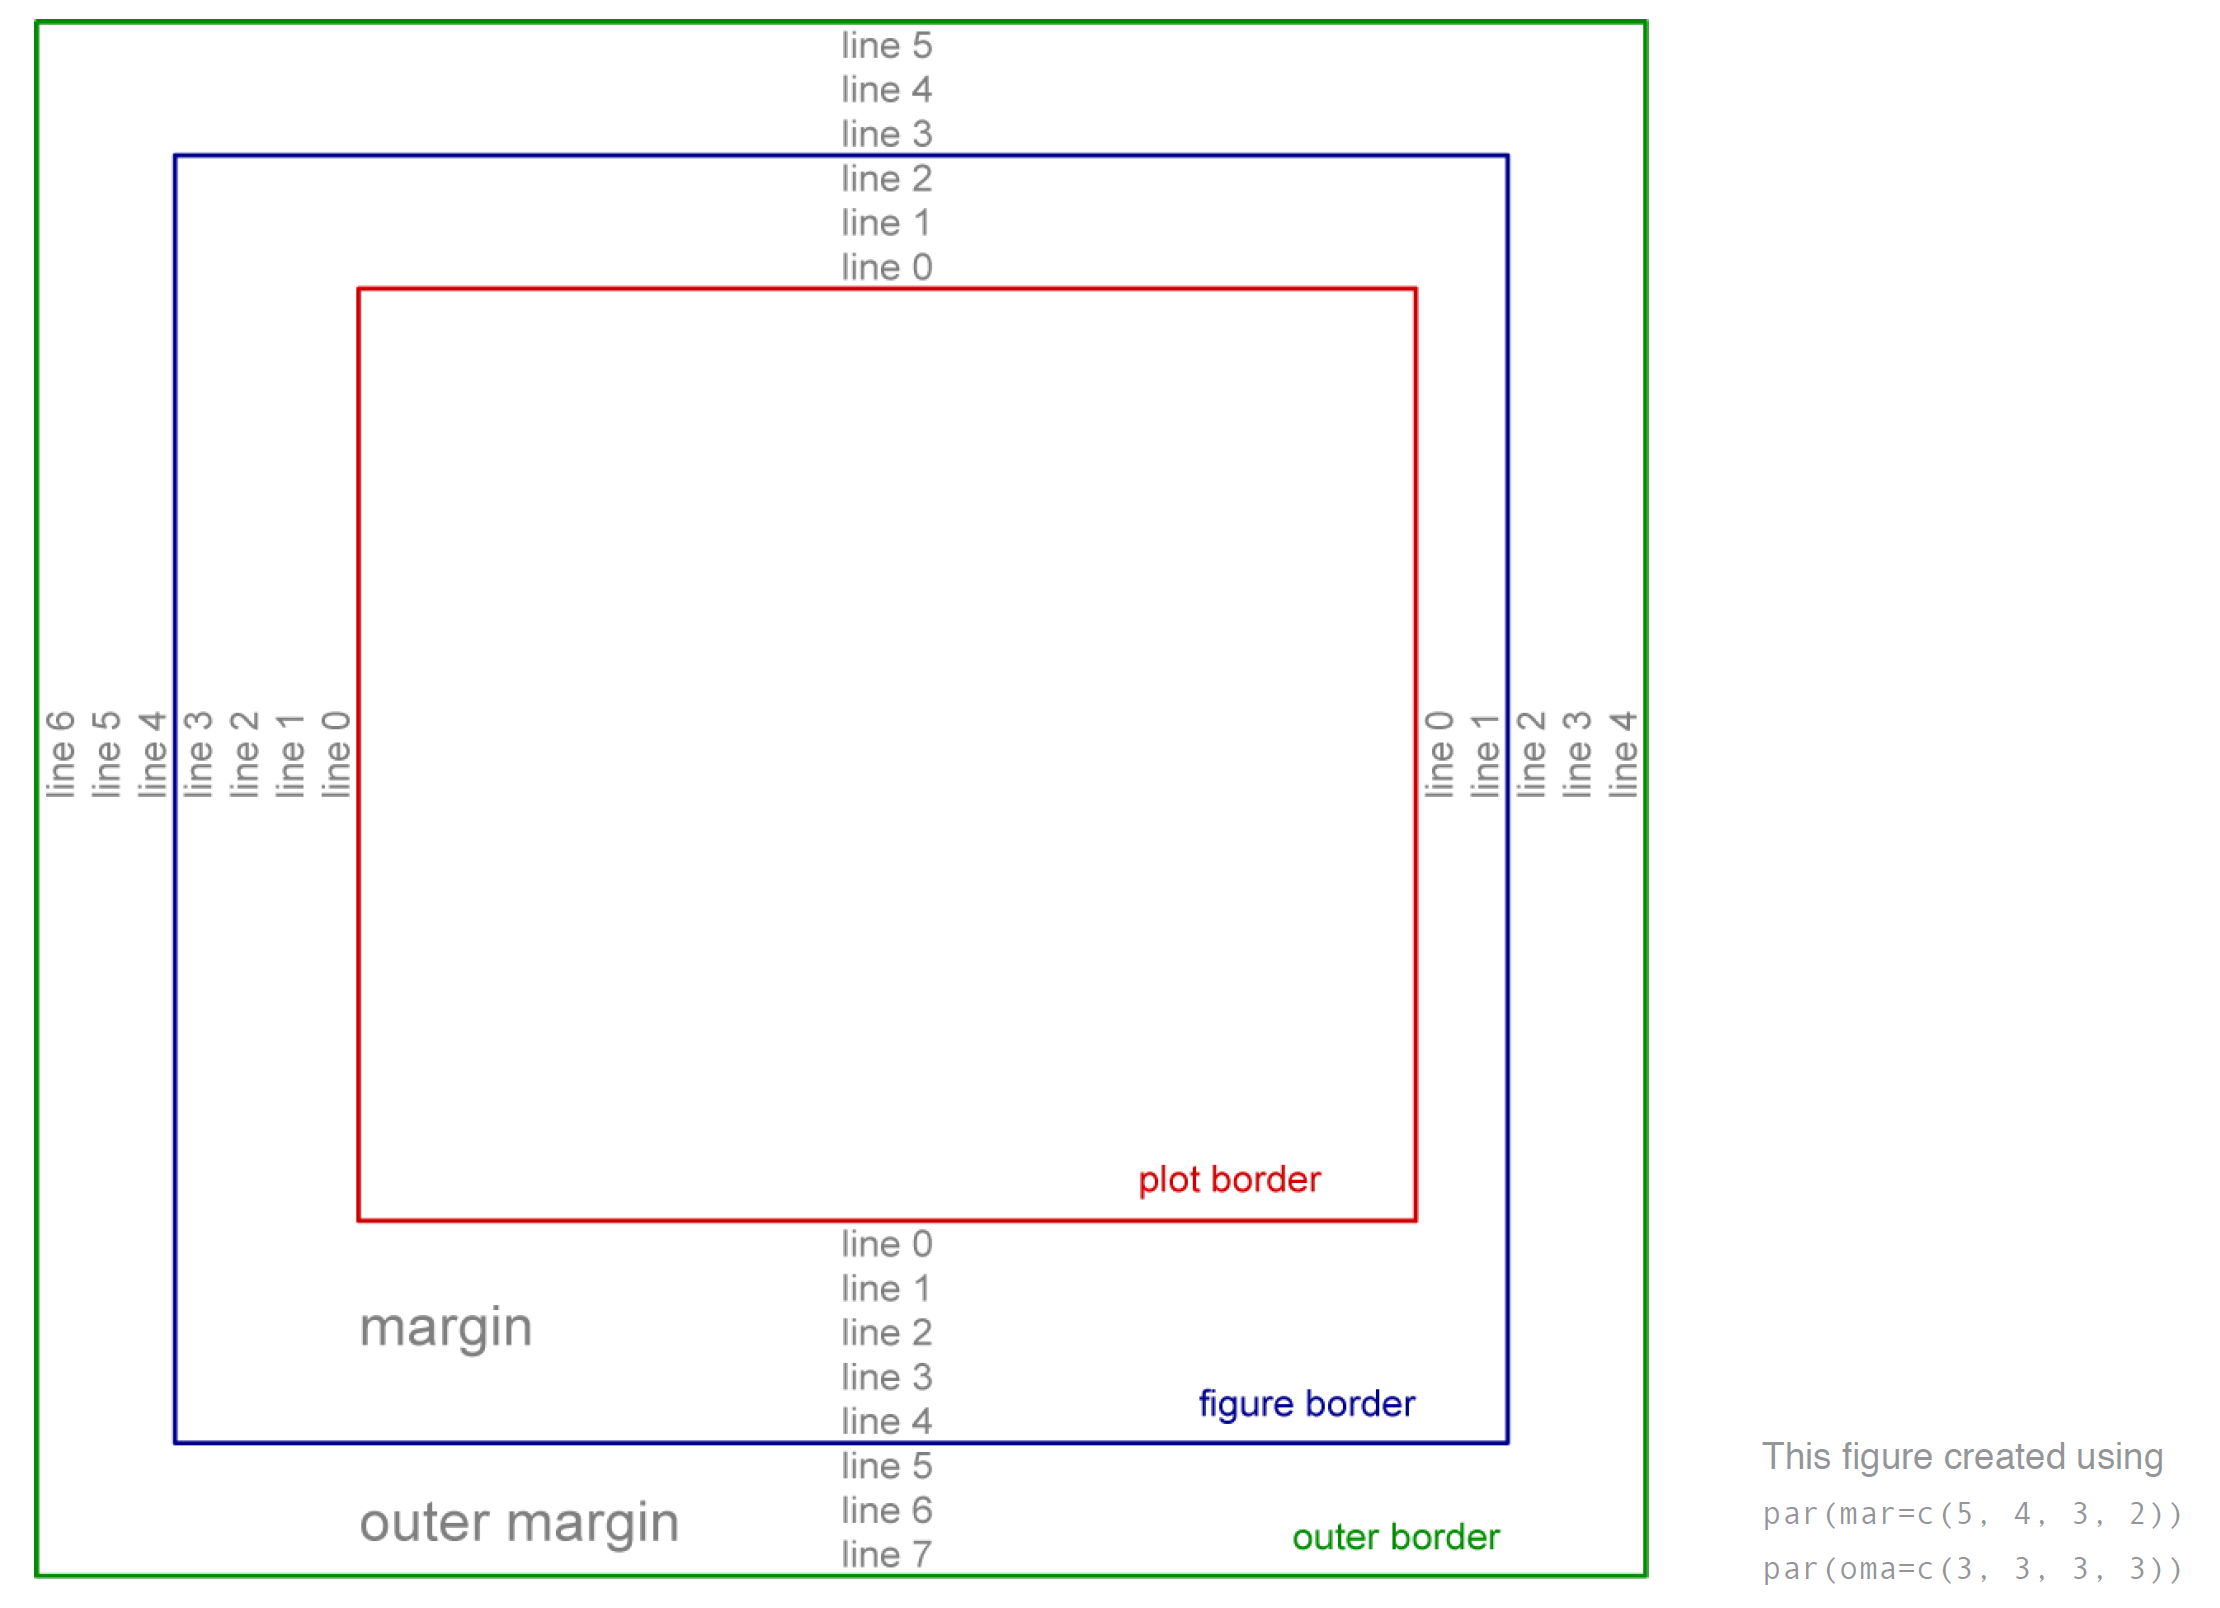 line 5
line 4
line 3
line 2
line 1
line 0
line 6
line 5
line 4
line 3
line 2
line 1
line 0
line 0
line 1
line 2
line 3
line 4
plot border
line 0
line 1
line 2
line 3
line 4
margin
figure border
line 5
line 6
line 7
outer margin
outer border
This figure created using
par(mar=c(5, 4, 3, 2))
par(oma=c(3, 3, 3, 3))